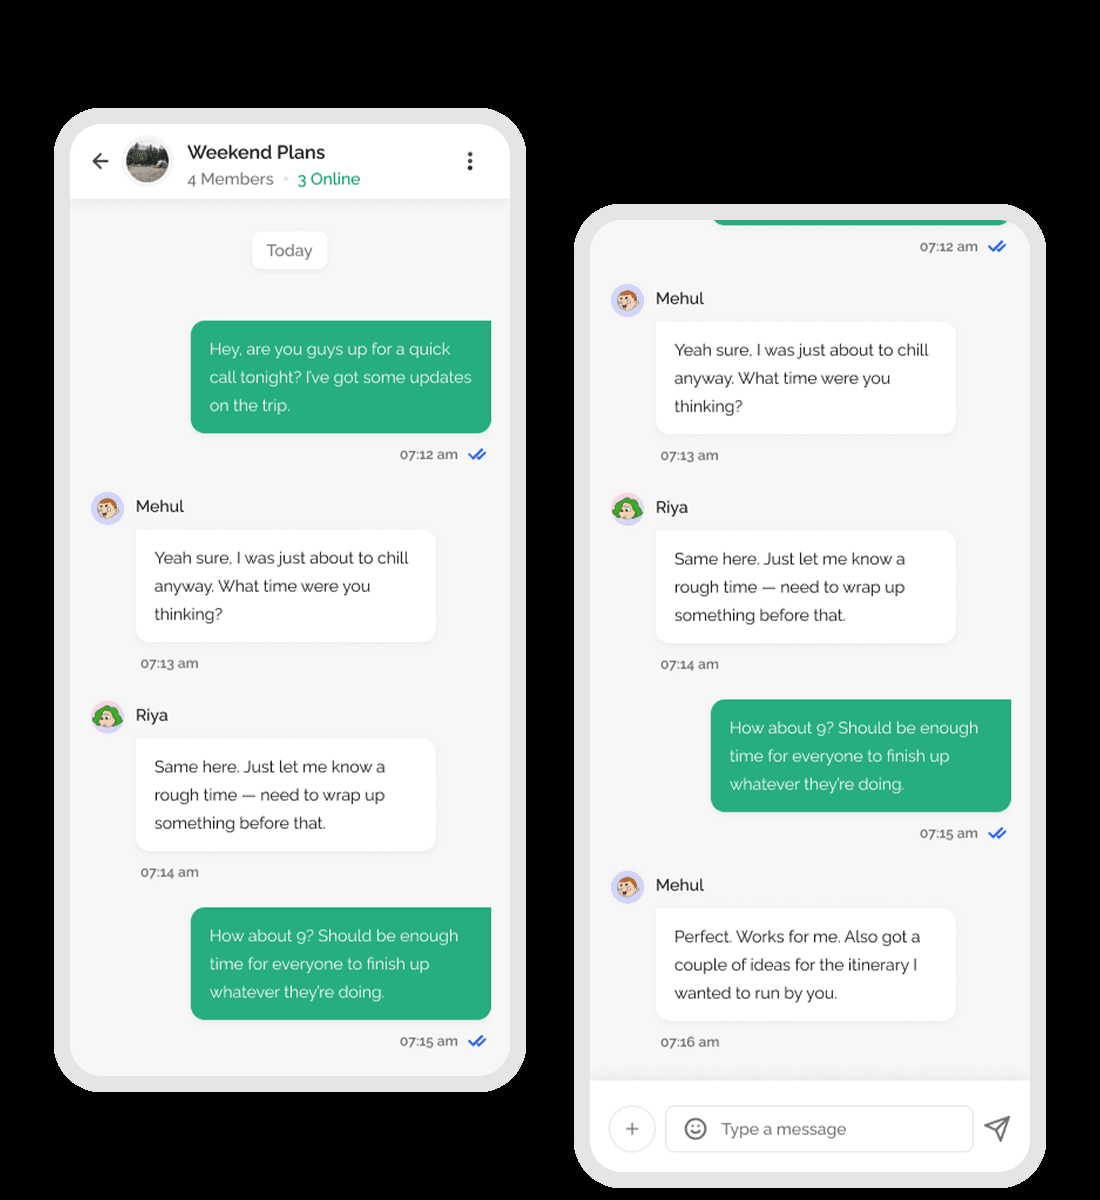 Weekend Plans
4 Members • 3 Online
Today
Hey, are you guys up for a quick
call tonight? I've got some updates
on the trip.
07:12 am
Mehul
Yeah sure, I was just about to chill
anyway. What time were you
thinking?
07:13 am
Riya
Same here. Just let me know a
rough time — need to wrap up
something before that.
07:14 am
How about 9? Should be enough
time for everyone to finish up
whatever they're doing.
07:15 am
07:12 am
Mehul
Yeah sure, I was just about to chill
anyway. What time were you
thinking?
07:13 am
Riya
Same here. Just let me know a
rough time — need to wrap up
something before that.
07:14 am
How about 9? Should be enough
time for everyone to finish up
whatever they're doing.
07:15 am
Mehul
Perfect. Works for me. Also got a
couple of ideas for the itinerary I
wanted to run by you.
07:16 am
Type a message